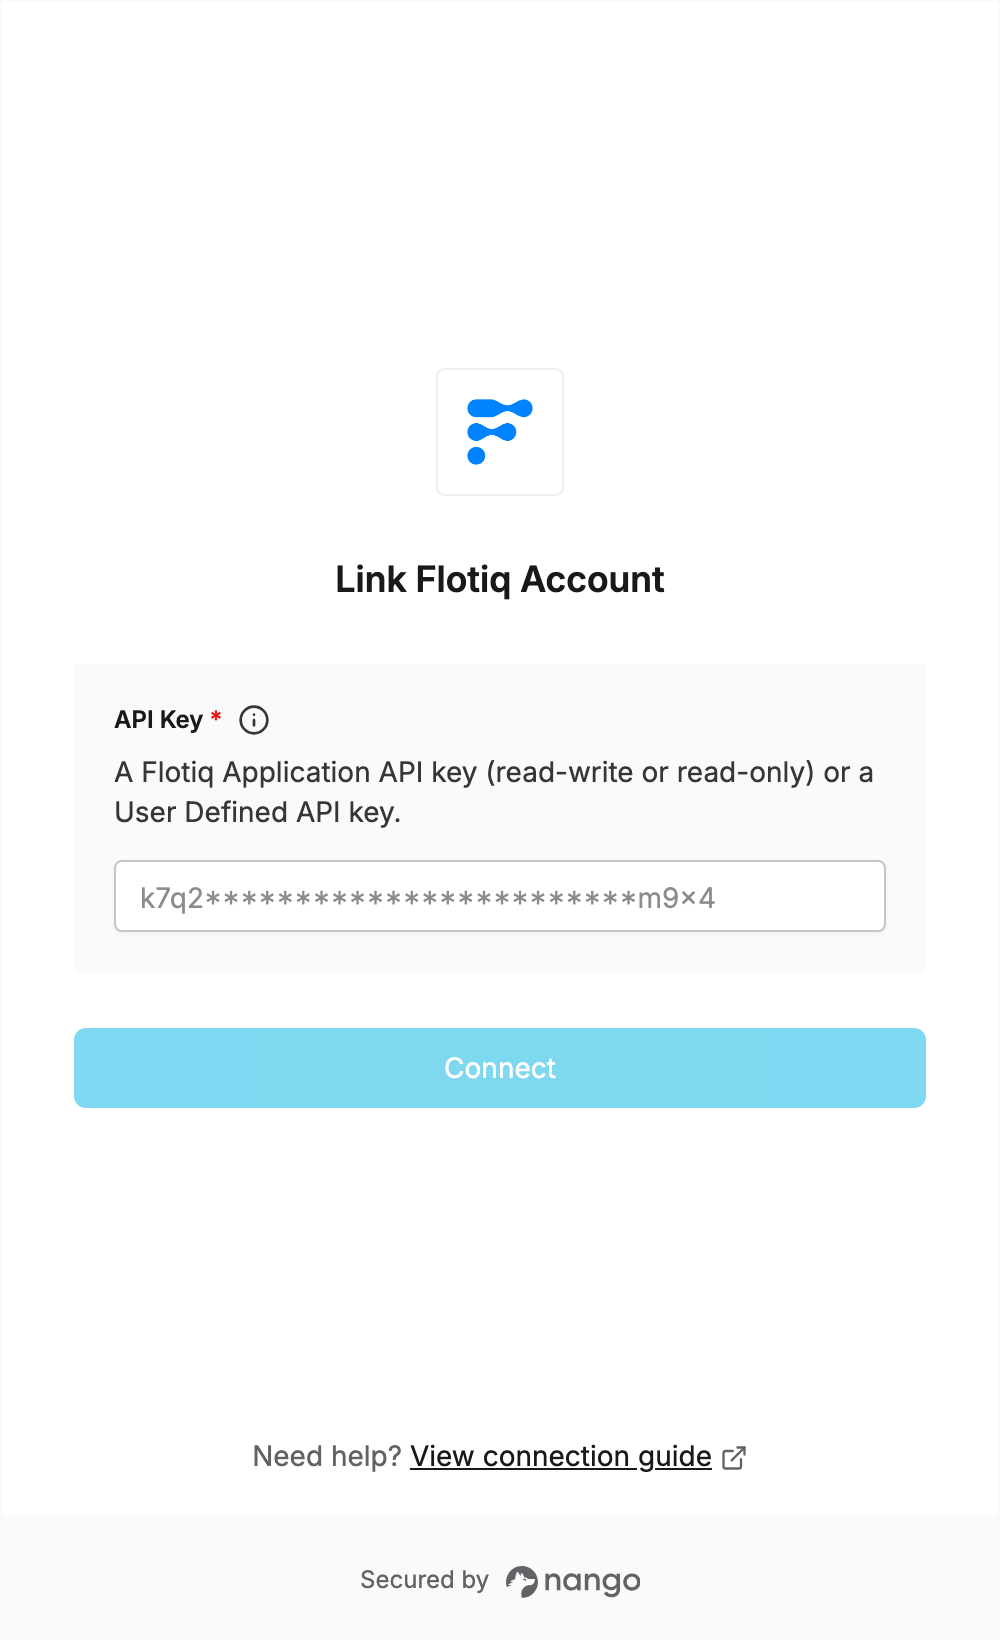 Link Flotiq Account
API Key *
A Flotiq Application API key (read-write or read-only) or a
User Defined API key.
k7q2************************m9x4
Connect
Need help? View connection guide
Secured by nango